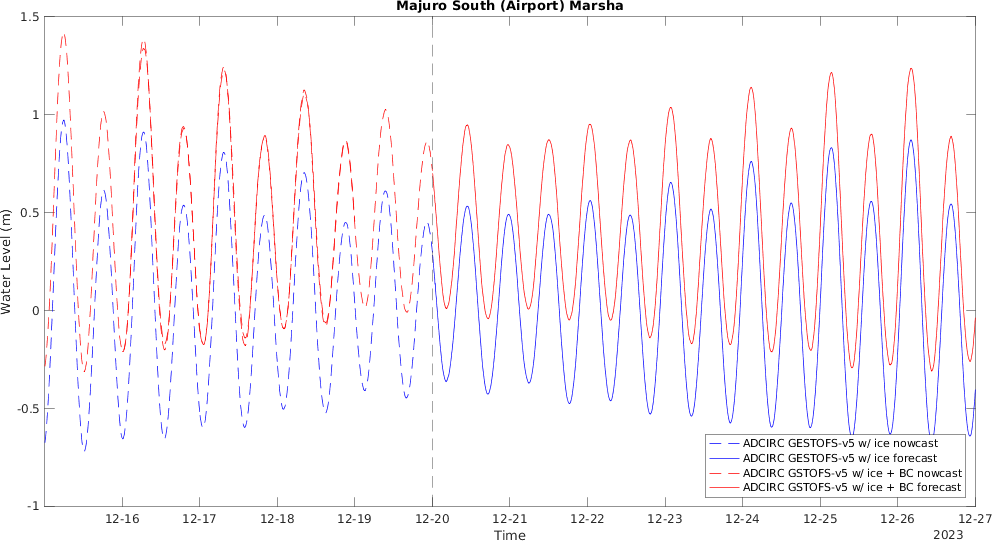 Majuro South (Airport) Marsha
Water Level (m)
1.5
1
0.5
0
-0.5
-1
12-16
12-17
12-18
12-19
12-20
12-21
12-22
12-23
12-24
12-25
12-26
12-27
Time
2023
ADCIRC GESTOFS-v5 w/ ice nowcast
ADCIRC GESTOFS-v5 w/ ice forecast
ADCIRC GSTOFS-v5 w/ ice + BC nowcast
ADCIRC GSTOFS-v5 w/ ice + BC forecast